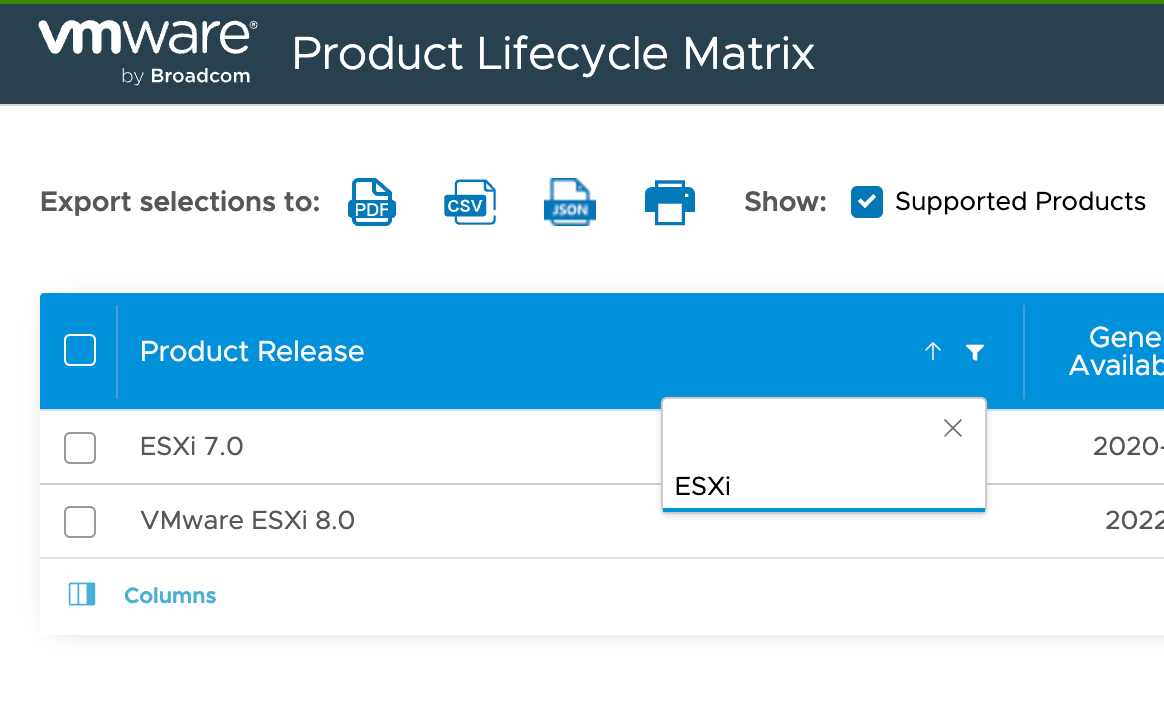 vmware®
by Broadcom
Product Lifecycle Matrix
Export selections to:
PDF
CSV
JSON
Show:
Supported Products
Product Release
Gene
Availab
ESXi 7.0
2020-
ESXi
VMware ESXi 8.0
2022
Columns